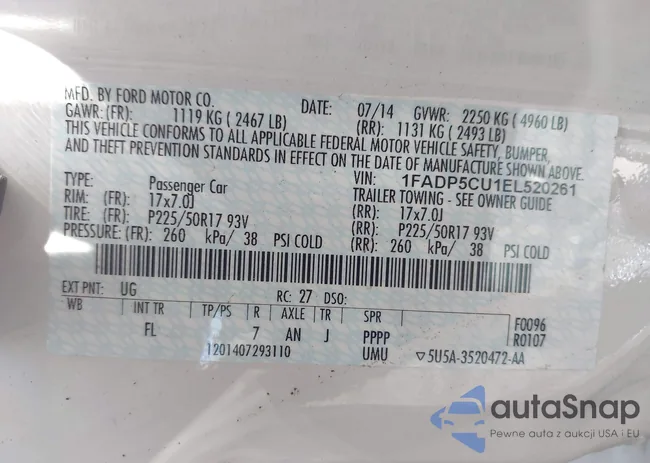 MFD. BY FORD MOTOR CO. DATE: 07/14 GVWR: 2250 KG ( 4960 LB)
GAWR: (FR): 1119 KG ( 2467 LB) (RR): 1131 KG ( 2493 LB)
THIS VEHICLE CONFORMS TO ALL APPLICABLE FEDERAL MOTOR VEHICLE SAFETY, BUMPER,
AND THEFT PREVENTION STANDARDS IN EFFECT ON THE DATE OF MANUFACTURE SHOWN ABOVE.
VIN: 1FADP5CU1EL520261
TYPE: Passenger Car TRAILER TOWING - SEE OWNER GUIDE
RIM: (FR): 17x7.0J (RR): 17x7.0J
TIRE: (FR): P225/50R17 93V (RR): P225/50R17 93V
PRESSURE: (FR): 260 kPa/ 38 PSI COLD (RR): 260 kPa/ 38 PSI COLD
EXT PNT: UG RC: 27 DSO:
WB INT TR TP/PS R AXLE TR SPR F0096
FL 7 AN J PPPP R0107
1201407293110 UMU ▽5U5A-3520472-AA
autoSnap
Pewne auta z aukcji USA i EU